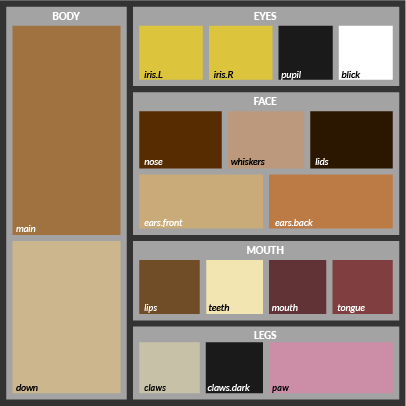 BODY
main
down
EYES
iris.L
iris.R
pupil
blick
FACE
nose
whiskers
lids
ears.front
ears.back
MOUTH
lips
teeth
mouth
tongue
LEGS
claws
claws.dark
paw